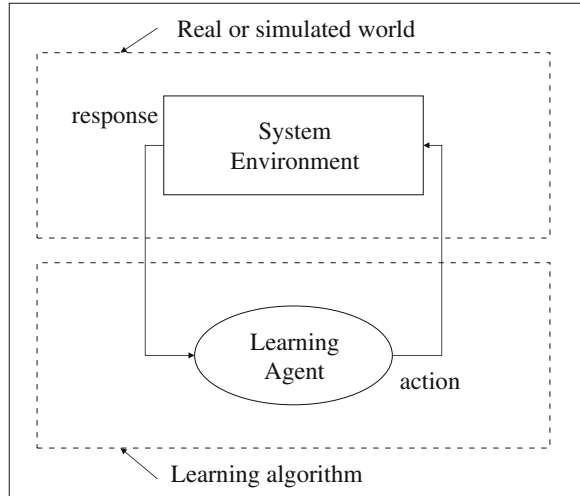 Real or simulated world
response
System
Environment
Learning
Agent
action
Learning algorithm